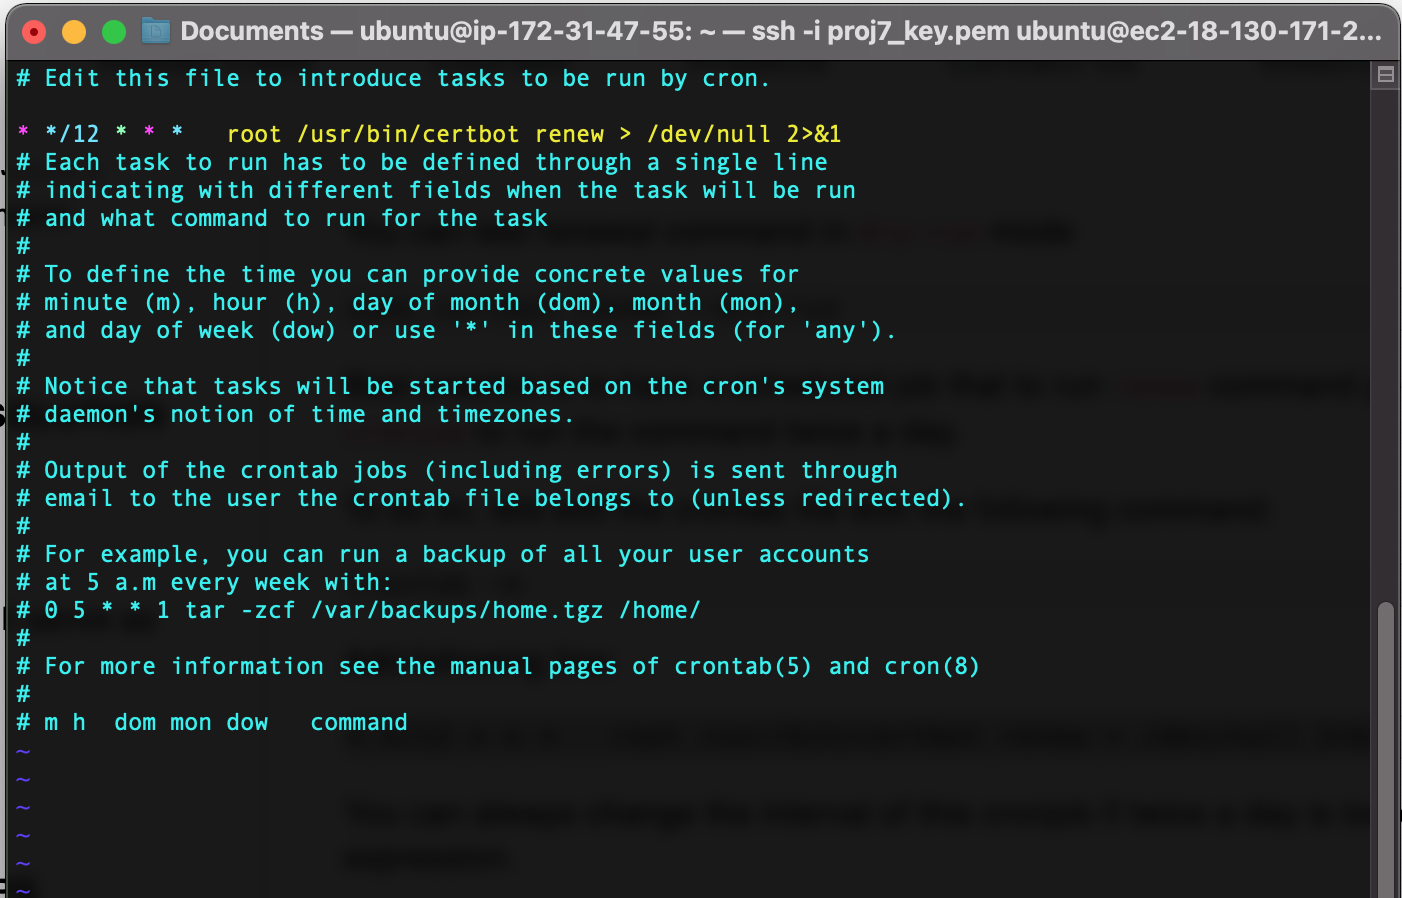 Documents — ubuntu@ip-172-31-47-55: ~ — ssh -i proj7_key.pem ubuntu@ec2-18-130-171-2...
# Edit this file to introduce tasks to be run by cron.
* */12 * * *   root /usr/bin/certbot renew > /dev/null 2>&1
# Each task to run has to be defined through a single line
# indicating with different fields when the task will be run
# and what command to run for the task
#
# To define the time you can provide concrete values for
# minute (m), hour (h), day of month (dom), month (mon),
# and day of week (dow) or use '*' in these fields (for 'any').
#
# Notice that tasks will be started based on the cron's system
# daemon's notion of time and timezones.
#
# Output of the crontab jobs (including errors) is sent through
# email to the user the crontab file belongs to (unless redirected).
#
# For example, you can run a backup of all your user accounts
# at 5 a.m every week with:
# 0 5 * * 1 tar -zcf /var/backups/home.tgz /home/
#
# For more information see the manual pages of crontab(5) and cron(8)
#
# m h  dom mon dow   command
~
~
~
~
~
~